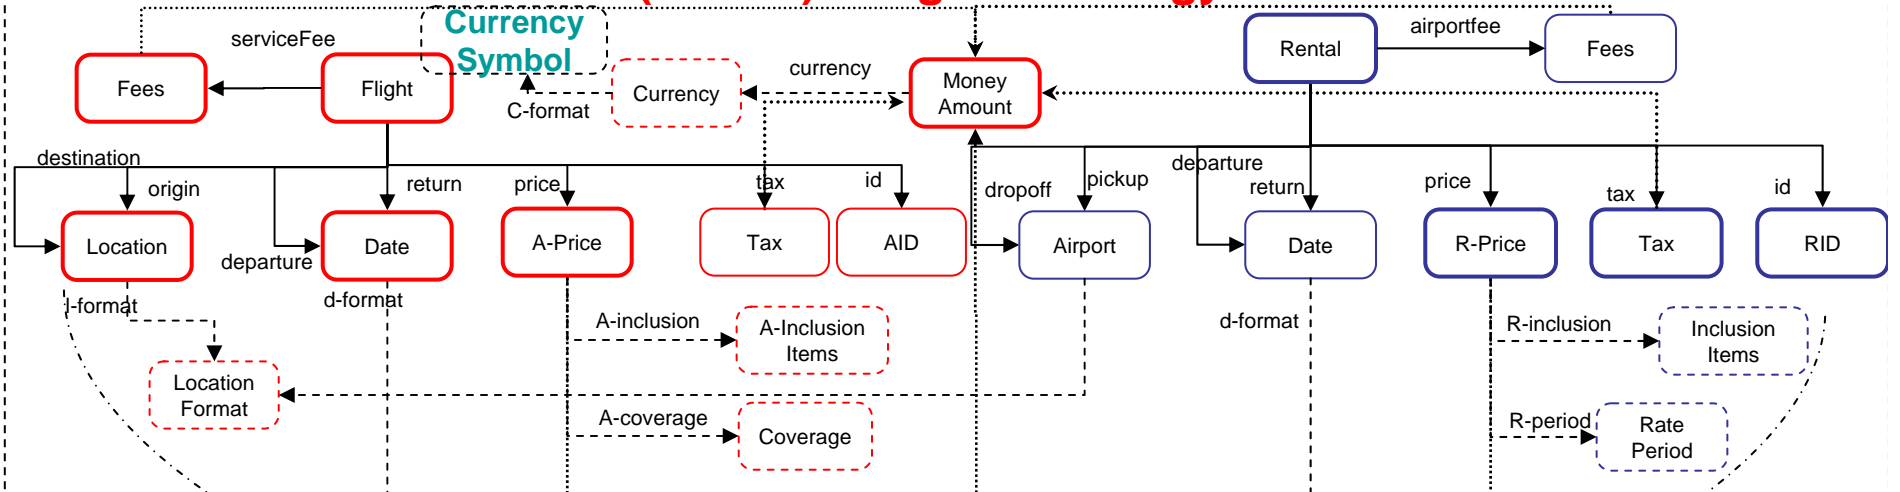 Currency
Symbol
serviceFee
Fees
Flight
C-format
Currency
currency
Money
Amount
Rental
airportfee
Fees
destination
origin
return
price
tax
id
dropoff
pickup
departure
return
price
tax
id
Location
departure
Date
A-Price
Tax
AID
Airport
Date
R-Price
Tax
RID
l-format
d-format
A-inclusion
A-Inclusion
Items
d-format
R-inclusion
Inclusion
Items
Location
Format
A-coverage
Coverage
R-period
Rate
Period